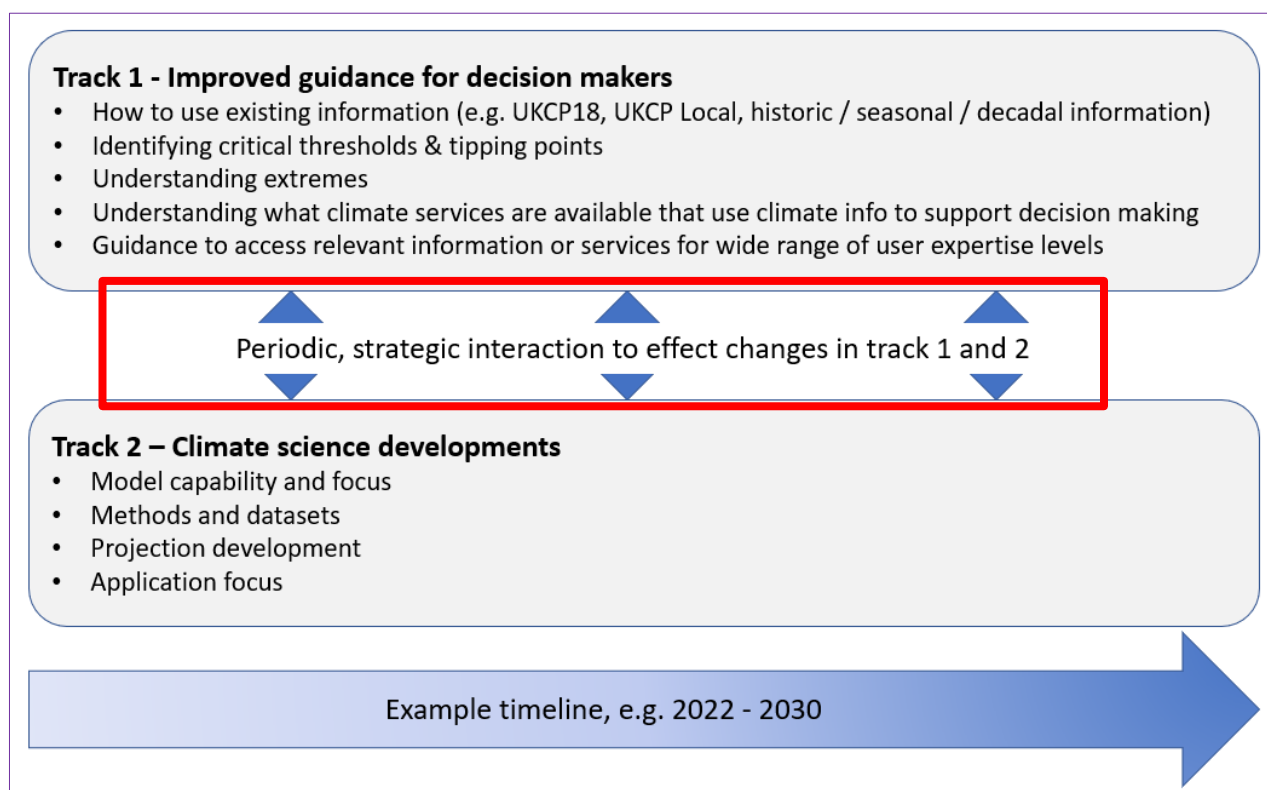 Track 1 - Improved guidance for decision makers
• How to use existing information (e.g. UKCP18, UKCP Local, historic / seasonal / decadal information)
• Identifying critical thresholds & tipping points
• Understanding extremes
• Understanding what climate services are available that use climate info to support decision making
• Guidance to access relevant information or services for wide range of user expertise levels
Periodic, strategic interaction to effect changes in track 1 and 2
Track 2 – Climate science developments
• Model capability and focus
• Methods and datasets
• Projection development
• Application focus
Example timeline, e.g. 2022 - 2030